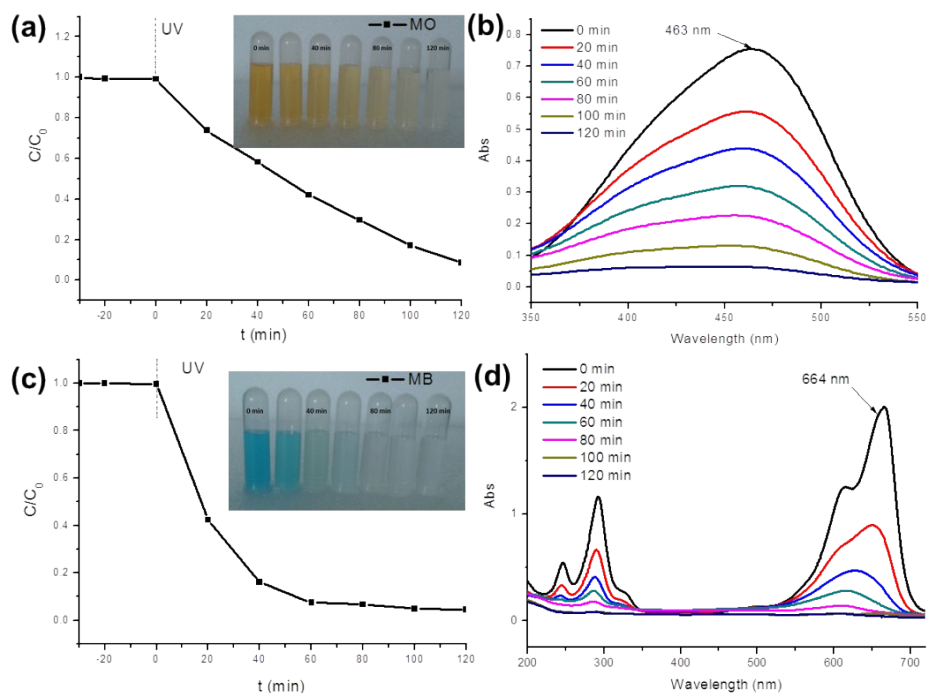 (a)
UV
MO
0 min 40 min 80 min 120 min
1.2
1.0
0.8
0.6
0.4
0.2
0.0
C/C0
-20 0 20 40 60 80 100 120
t (min)
(b)
0 min
20 min
40 min
60 min
80 min
100 min
120 min
463 nm
0.8
0.7
0.6
0.5
0.4
0.3
0.2
0.1
0.0
Abs
350 400 450 500 550
Wavelength (nm)
(c)
UV
MB
0 min 40 min 80 min 120 min
1.0
0.8
0.6
0.4
0.2
0.0
C/C0
-20 0 20 40 60 80 100 120
t (min)
(d)
0 min
20 min
40 min
60 min
80 min
100 min
120 min
664 nm
2
1
0
Abs
200 300 400 500 600 700
Wavelength (nm)